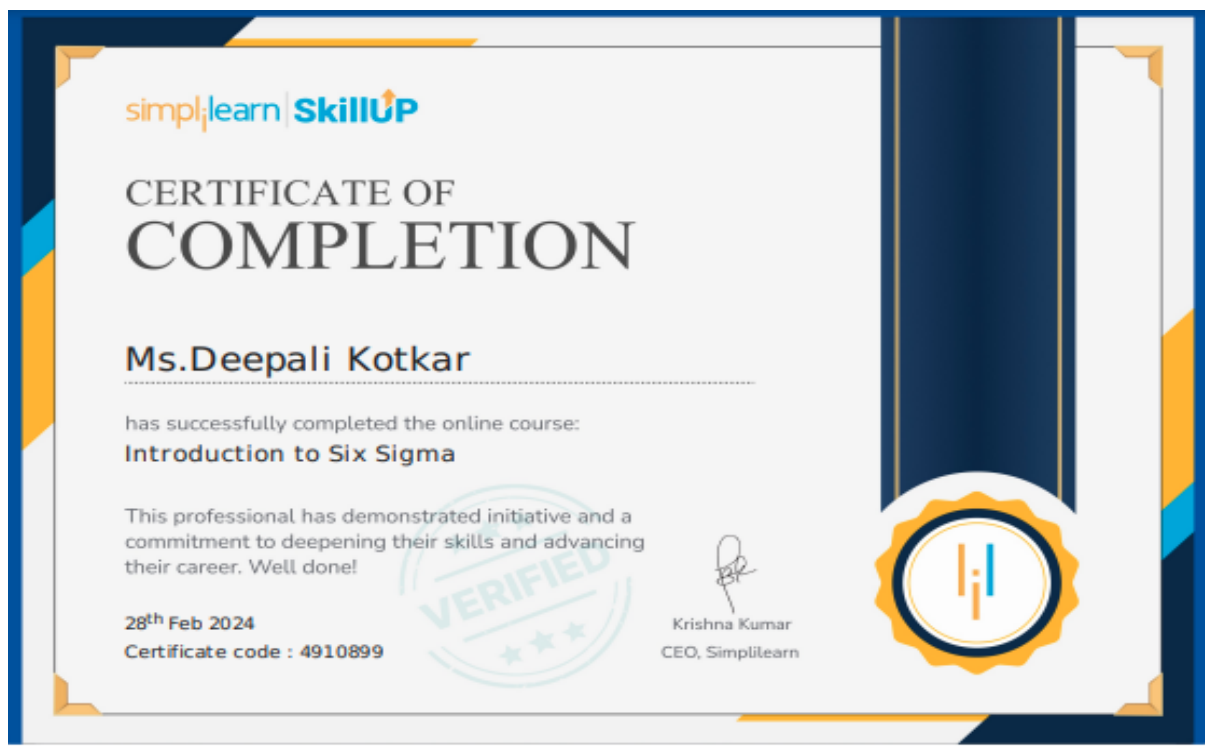 simplilearn | SkillUP
CERTIFICATE OF
COMPLETION
Ms.Deepali Kotkar
has successfully completed the online course:
Introduction to Six Sigma
This professional has demonstrated initiative and a
commitment to deepening their skills and advancing
their career. Well done!
VERIFIED
28th Feb 2024
Certificate code : 4910899
Krishna Kumar
CEO, Simplilearn